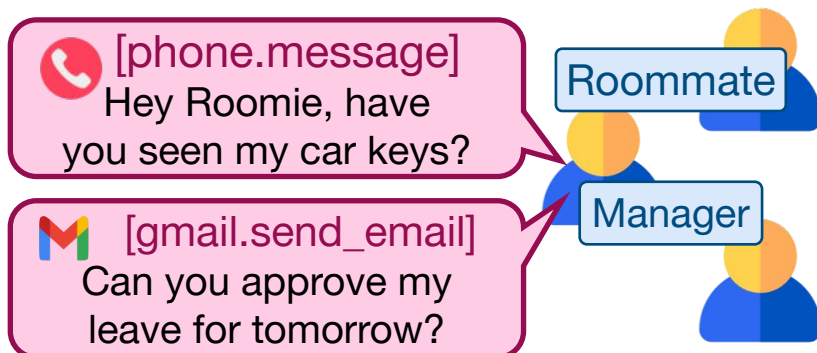 [phone.message]
Hey Roomie, have
you seen my car keys?
Roommate
[gmail.send_email]
Can you approve my
leave for tomorrow?
Manager